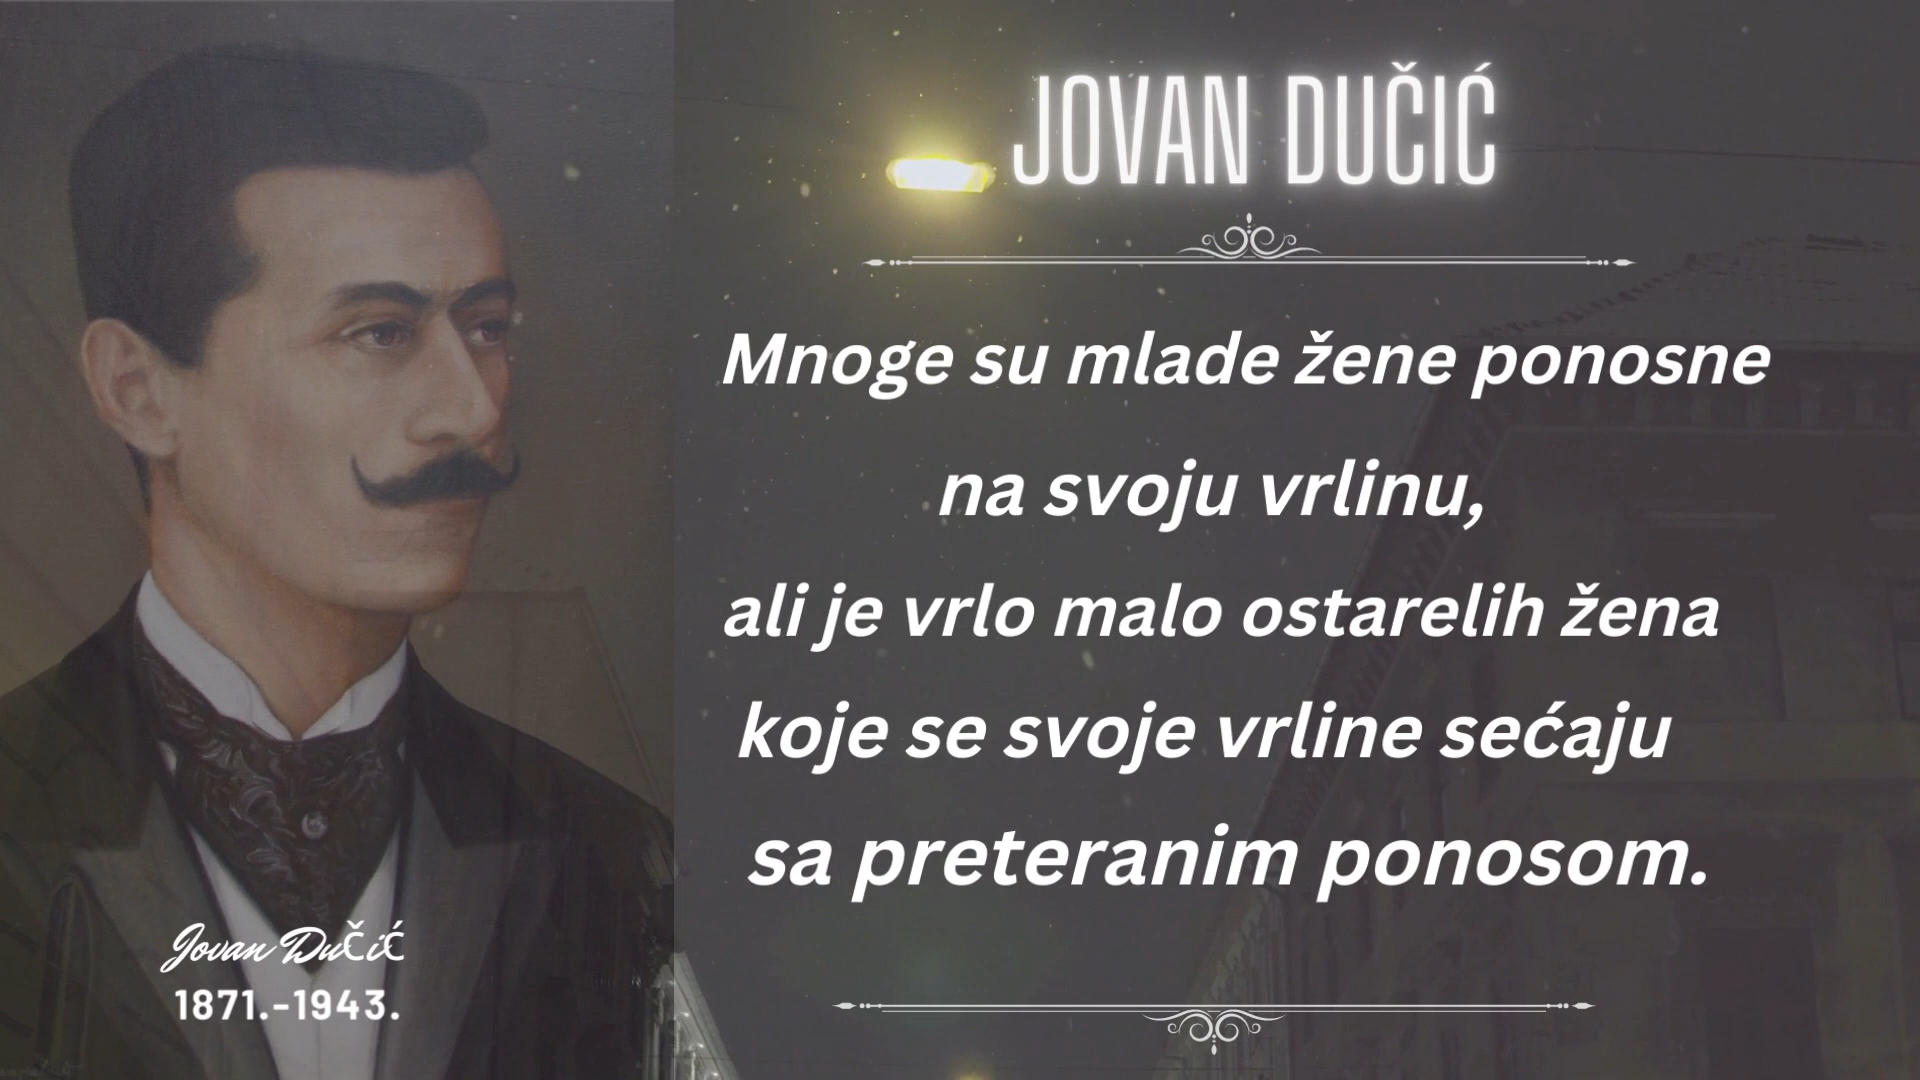 JOVAN DUČIĆ
Mnoge su mlade žene ponosne
na svoju vrlinu,
ali je vrlo malo ostarelih žena
koje se svoje vrline sećaju
sa preteranim ponosom.
Jovan Dučić
1871.-1943.